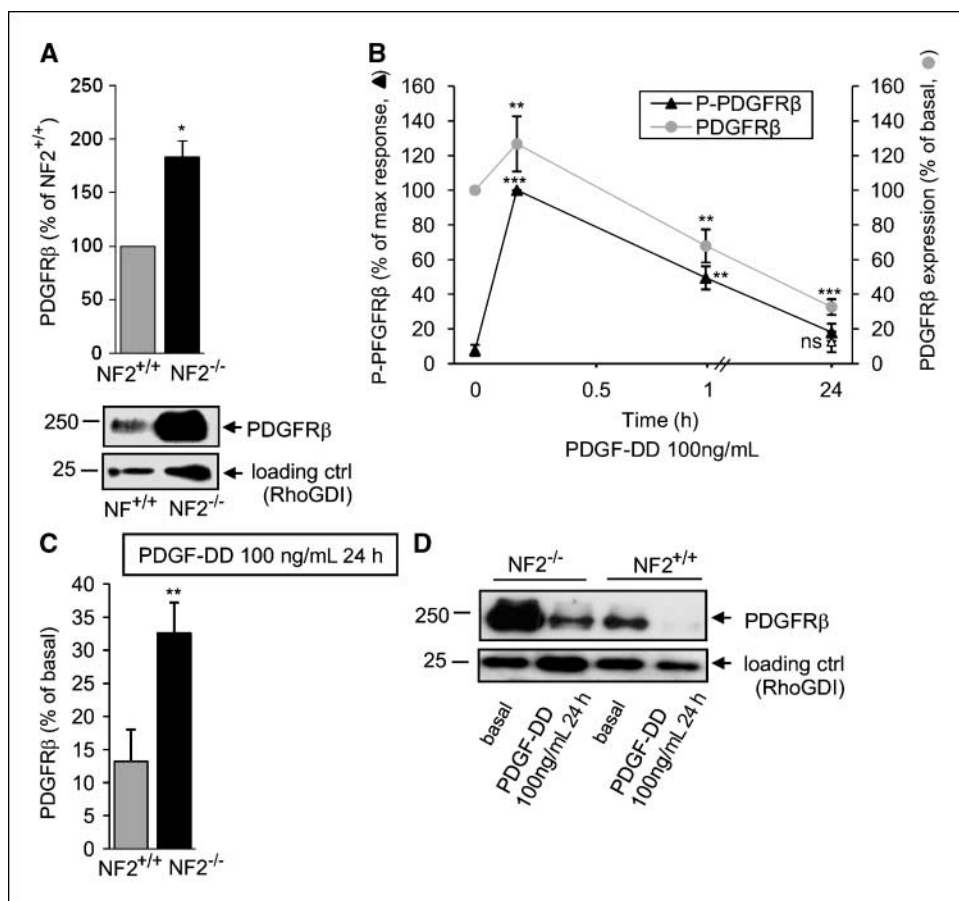 A
PDGFRβ (% of NF2+/+)
250
200
150
100
50
0
*
NF2+/+ NF2-/-
250
PDGFRβ
25
loading ctrl
(RhoGDI)
NF+/+ NF2-/-
B
P-PFGFRβ (% of max response, ▲)
160
140
120
100
80
60
40
20
0
**
***
**
**
***
ns
P-PDGFRβ
PDGFRβ
160
140
120
100
80
60
40
20
0
PDGFRβ expression (% of basal, ●)
0 0.5 1 24
Time (h)
PDGF-DD 100ng/mL
C
PDGF-DD 100 ng/mL 24 h
PDGFRβ (% of basal)
40
35
30
25
20
15
10
5
0
**
NF2+/+ NF2-/-
D
NF2-/- NF2+/+
250
PDGFRβ
25
loading ctrl
(RhoGDI)
basal
PDGF-DD
100ng/mL 24 h
basal
PDGF-DD
100ng/mL 24 h